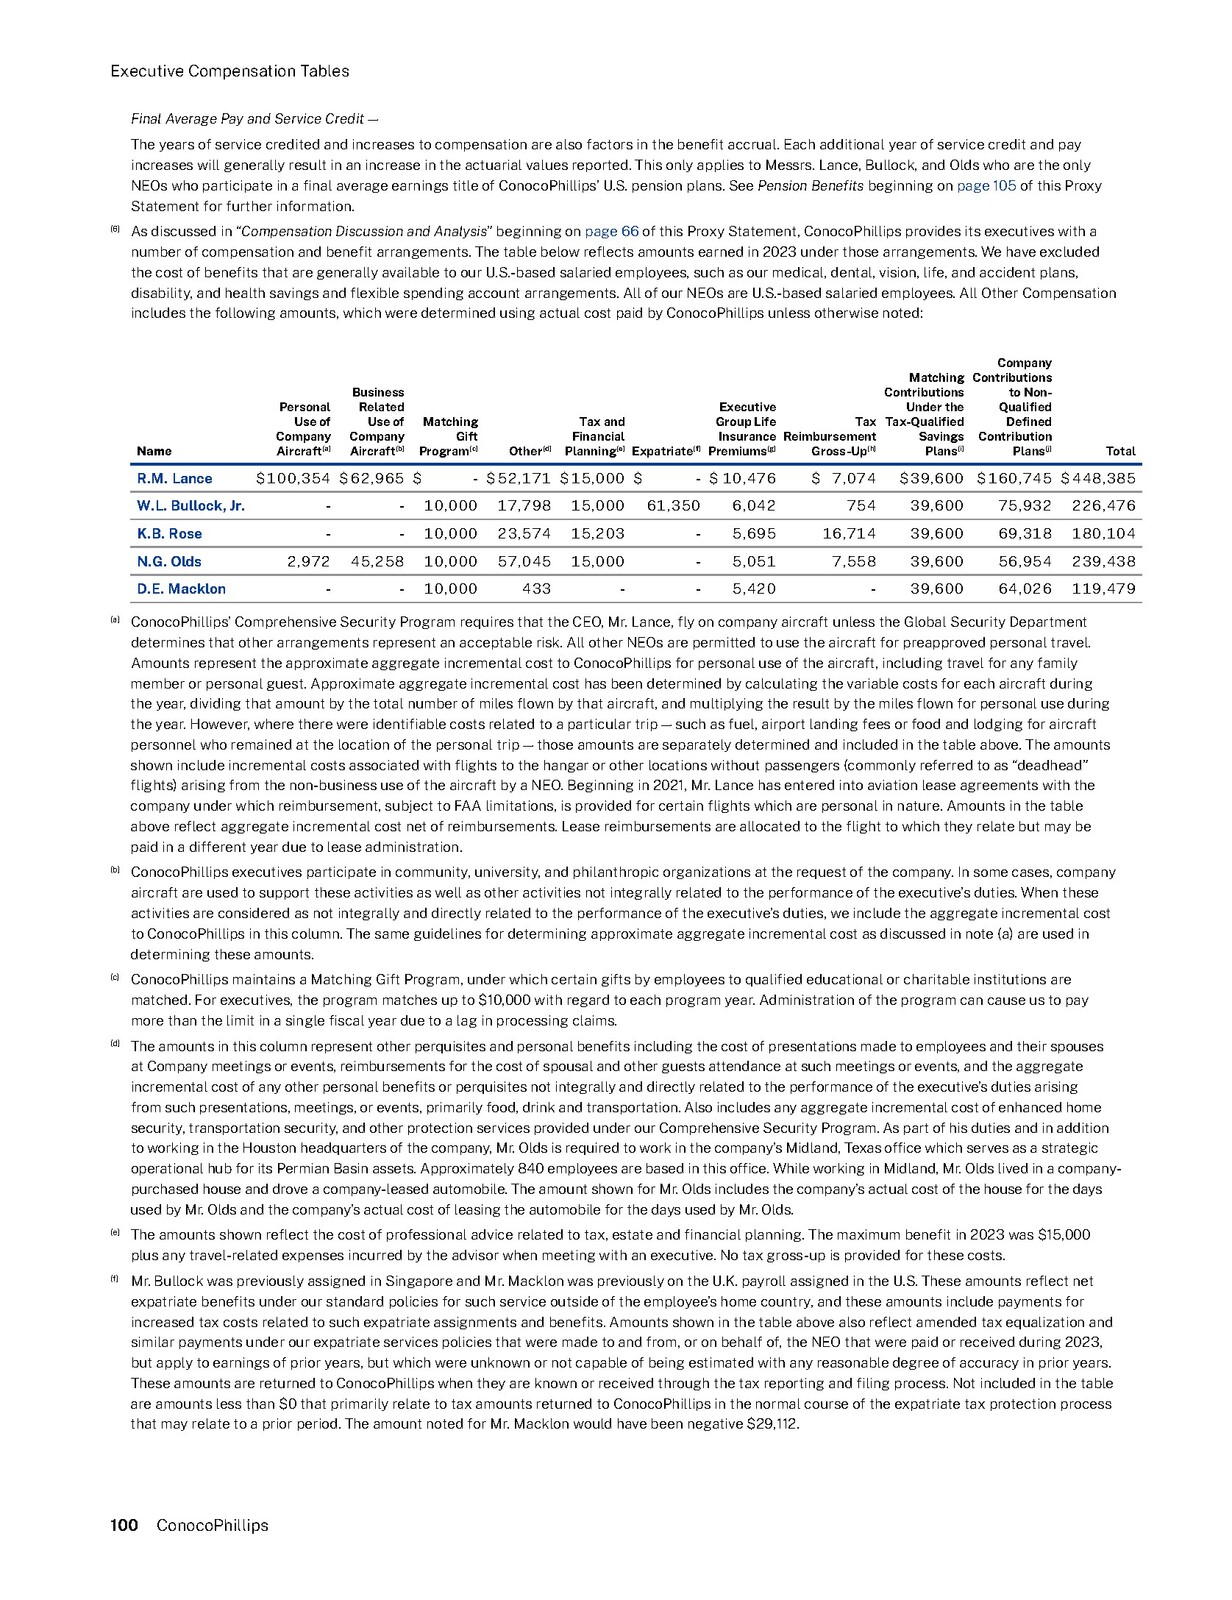 Executive Compensation Tables
Final Average Pay and Service Credit —
The years of service credited and increases to compensation are also factors in the benefit accrual. Each additional year of service credit and pay
increases will generally result in an increase in the actuarial values reported. This only applies to Messrs. Lance, Bullock, and Olds who are the only
NEOs who participate in a final average earnings title of ConocoPhillips' U.S. pension plans. See Pension Benefits beginning on page 105 of this Proxy
Statement for further information.
(6) As discussed in “Compensation Discussion and Analysis” beginning on page 66 of this Proxy Statement, ConocoPhillips provides its executives with a
number of compensation and benefit arrangements. The table below reflects amounts earned in 2023 under those arrangements. We have excluded
the cost of benefits that are generally available to our U.S.-based salaried employees, such as our medical, dental, vision, life, and accident plans,
disability, and health savings and flexible spending account arrangements. All of our NEOs are U.S.-based salaried employees. All Other Compensation
includes the following amounts, which were determined using actual cost paid by ConocoPhillips unless otherwise noted:
Company
Matching Contributions
Business Contributions to Non-
Personal Related Executive Under the Qualified
Use of Use of Matching Tax and Group Life Tax Tax-Qualified Defined
Company Company Gift Financial Insurance Reimbursement Savings Contribution
Name Aircraft(a) Aircraft(b) Program(c) Other(d) Planning(e) Expatriate(f) Premiums(g) Gross-Up(h) Plans(i) Plans(j) Total
R.M. Lance $100,354 $62,965 $ - $52,171 $15,000 $ - $ 10,476 $ 7,074 $39,600 $160,745 $448,385
W.L. Bullock, Jr. - - 10,000 17,798 15,000 61,350 6,042 754 39,600 75,932 226,476
K.B. Rose - - 10,000 23,574 15,203 - 5,695 16,714 39,600 69,318 180,104
N.G. Olds 2,972 45,258 10,000 57,045 15,000 - 5,051 7,558 39,600 56,954 239,438
D.E. Macklon - - 10,000 433 - - 5,420 - 39,600 64,026 119,479
(a) ConocoPhillips' Comprehensive Security Program requires that the CEO, Mr. Lance, fly on company aircraft unless the Global Security Department
determines that other arrangements represent an acceptable risk. All other NEOs are permitted to use the aircraft for preapproved personal travel.
Amounts represent the approximate aggregate incremental cost to ConocoPhillips for personal use of the aircraft, including travel for any family
member or personal guest. Approximate aggregate incremental cost has been determined by calculating the variable costs for each aircraft during
the year, dividing that amount by the total number of miles flown by that aircraft, and multiplying the result by the miles flown for personal use during
the year. However, where there were identifiable costs related to a particular trip — such as fuel, airport landing fees or food and lodging for aircraft
personnel who remained at the location of the personal trip — those amounts are separately determined and included in the table above. The amounts
shown include incremental costs associated with flights to the hangar or other locations without passengers (commonly referred to as “deadhead”
flights) arising from the non-business use of the aircraft by a NEO. Beginning in 2021, Mr. Lance has entered into aviation lease agreements with the
company under which reimbursement, subject to FAA limitations, is provided for certain flights which are personal in nature. Amounts in the table
above reflect aggregate incremental cost net of reimbursements. Lease reimbursements are allocated to the flight to which they relate but may be
paid in a different year due to lease administration.
(b) ConocoPhillips executives participate in community, university, and philanthropic organizations at the request of the company. In some cases, company
aircraft are used to support these activities as well as other activities not integrally related to the performance of the executive's duties. When these
activities are considered as not integrally and directly related to the performance of the executive's duties, we include the aggregate incremental cost
to ConocoPhillips in this column. The same guidelines for determining approximate aggregate incremental cost as discussed in note (a) are used in
determining these amounts.
(c) ConocoPhillips maintains a Matching Gift Program, under which certain gifts by employees to qualified educational or charitable institutions are
matched. For executives, the program matches up to $10,000 with regard to each program year. Administration of the program can cause us to pay
more than the limit in a single fiscal year due to a lag in processing claims.
(d) The amounts in this column represent other perquisites and personal benefits including the cost of presentations made to employees and their spouses
at Company meetings or events, reimbursements for the cost of spousal and other guests attendance at such meetings or events, and the aggregate
incremental cost of any other personal benefits or perquisites not integrally and directly related to the performance of the executive's duties arising
from such presentations, meetings, or events, primarily food, drink and transportation. Also includes any aggregate incremental cost of enhanced home
security, transportation security, and other protection services provided under our Comprehensive Security Program. As part of his duties and in addition
to working in the Houston headquarters of the company, Mr. Olds is required to work in the company's Midland, Texas office which serves as a strategic
operational hub for its Permian Basin assets. Approximately 840 employees are based in this office. While working in Midland, Mr. Olds lived in a company-
purchased house and drove a company-leased automobile. The amount shown for Mr. Olds includes the company's actual cost of the house for the days
used by Mr. Olds and the company's actual cost of leasing the automobile for the days used by Mr. Olds.
(e) The amounts shown reflect the cost of professional advice related to tax, estate and financial planning. The maximum benefit in 2023 was $15,000
plus any travel-related expenses incurred by the advisor when meeting with an executive. No tax gross-up is provided for these costs.
(f) Mr. Bullock was previously assigned in Singapore and Mr. Macklon was previously on the U.K. payroll assigned in the U.S. These amounts reflect net
expatriate benefits under our standard policies for such service outside of the employee's home country, and these amounts include payments for
increased tax costs related to such expatriate assignments and benefits. Amounts shown in the table above also reflect amended tax equalization and
similar payments under our expatriate services policies that were made to and from, or on behalf of, the NEO that were paid or received during 2023,
but apply to earnings of prior years, but which were unknown or not capable of being estimated with any reasonable degree of accuracy in prior years.
These amounts are returned to ConocoPhillips when they are known or received through the tax reporting and filing process. Not included in the table
are amounts less than $0 that primarily relate to tax amounts returned to ConocoPhillips in the normal course of the expatriate tax protection process
that may relate to a prior period. The amount noted for Mr. Macklon would have been negative $29,112.
100 ConocoPhillips